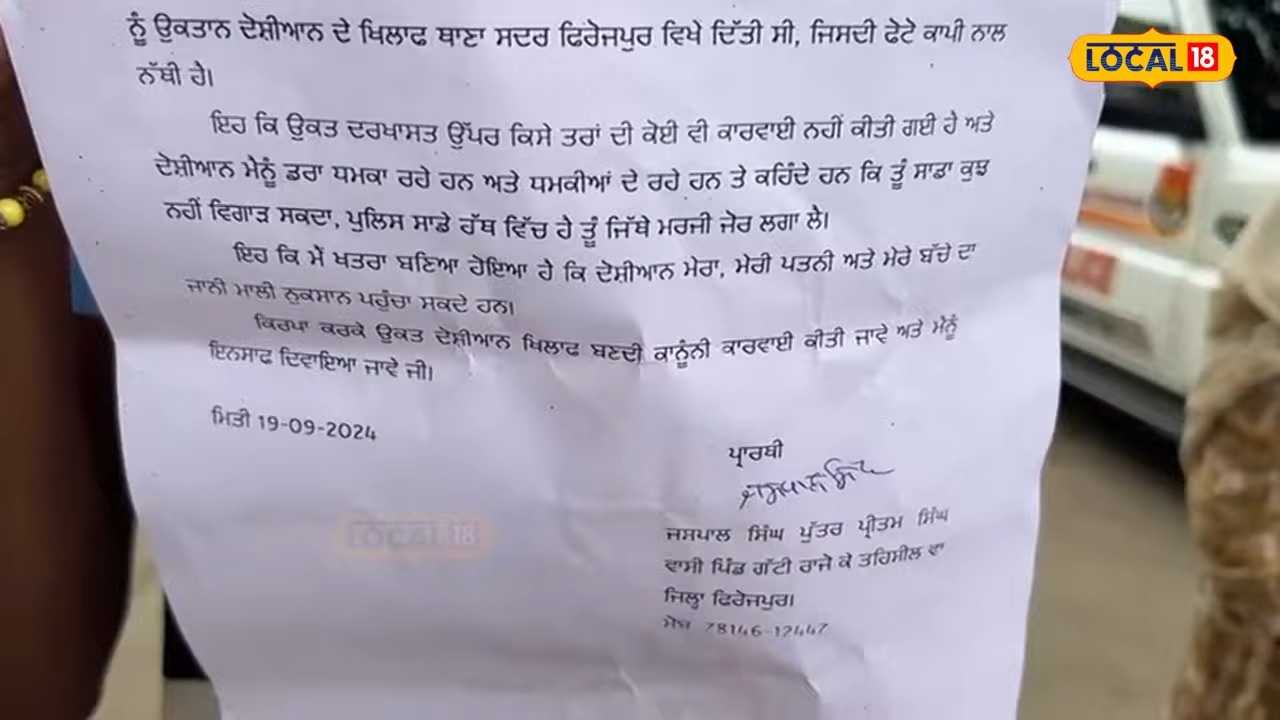 LOCAL 18
ਨੂੰ ਉਕਤਾਨ ਦੋਸ਼ੀਆਨ ਦੇ ਖਿਲਾਫ ਥਾਣਾ ਸਦਰ ਫਿਰੋਜਪੁਰ ਵਿਖੇ ਦਿੱਤੀ ਸੀ, ਜਿਸਦੀ ਫੋਟੋ ਕਾਪੀ ਨਾਲ
ਨੱਥੀ ਹੈ।
ਇਹ ਕਿ ਉਕਤ ਦਰਖਾਸਤ ਉੱਪਰ ਕਿਸੇ ਤਰਾਂ ਦੀ ਕੋਈ ਵੀ ਕਾਰਵਾਈ ਨਹੀਂ ਕੀਤੀ ਗਈ ਹੈ ਅਤੇ
ਦੋਸ਼ੀਆਨ ਮੈਨੂੰ ਡਰਾ ਧਮਕਾ ਰਹੇ ਹਨ ਅਤੇ ਧਮਕੀਆਂ ਦੇ ਰਹੇ ਹਨ ਤੇ ਕਹਿੰਦੇ ਹਨ ਕਿ ਤੂੰ ਸਾਡਾ ਕੁਝ
ਨਹੀਂ ਵਿਗਾੜ ਸਕਦਾ, ਪੁਲਿਸ ਸਾਡੇ ਹੱਥ ਵਿੱਚ ਹੈ ਤੂੰ ਜਿੱਥੇ ਮਰਜੀ ਜੋਰ ਲਗਾ ਲੈ।
ਇਹ ਕਿ ਮੈਂ ਖਤਰਾ ਬਣਿਆ ਹੋਇਆ ਹੈ ਕਿ ਦੋਸ਼ੀਆਨ ਮੇਰਾ, ਮੇਰੀ ਪਤਨੀ ਅਤੇ ਮੇਰੇ ਬੱਚੇ ਦਾ
ਜਾਨੀ ਮਾਲੀ ਨੁਕਸਾਨ ਪਹੁੰਚਾ ਸਕਦੇ ਹਨ।
ਕਿਰਪਾ ਕਰਕੇ ਉਕਤ ਦੋਸ਼ੀਆਨ ਖਿਲਾਫ ਬਣਦੀ ਕਾਨੂੰਨੀ ਕਾਰਵਾਈ ਕੀਤੀ ਜਾਵੇ ਅਤੇ ਮੈਨੂੰ
ਇਨਸਾਫ ਦਿਵਾਇਆ ਜਾਵੇ ਜੀ।
ਮਿਤੀ 19-09-2024
ਪ੍ਰਾਰਥੀ
ਜਸਪਾਲ ਸਿੰਘ ਪੁੱਤਰ ਪ੍ਰੀਤਮ ਸਿੰਘ
ਵਾਸੀ ਪਿੰਡ ਗੱਟੀ ਰਾਜੋ ਕੇ ਤਹਿਸੀਲ ਵਾ
ਜਿਲ੍ਹਾ ਫਿਰੋਜਪੁਰ।
ਮੋਬ 78146-12447
LOCAL 18